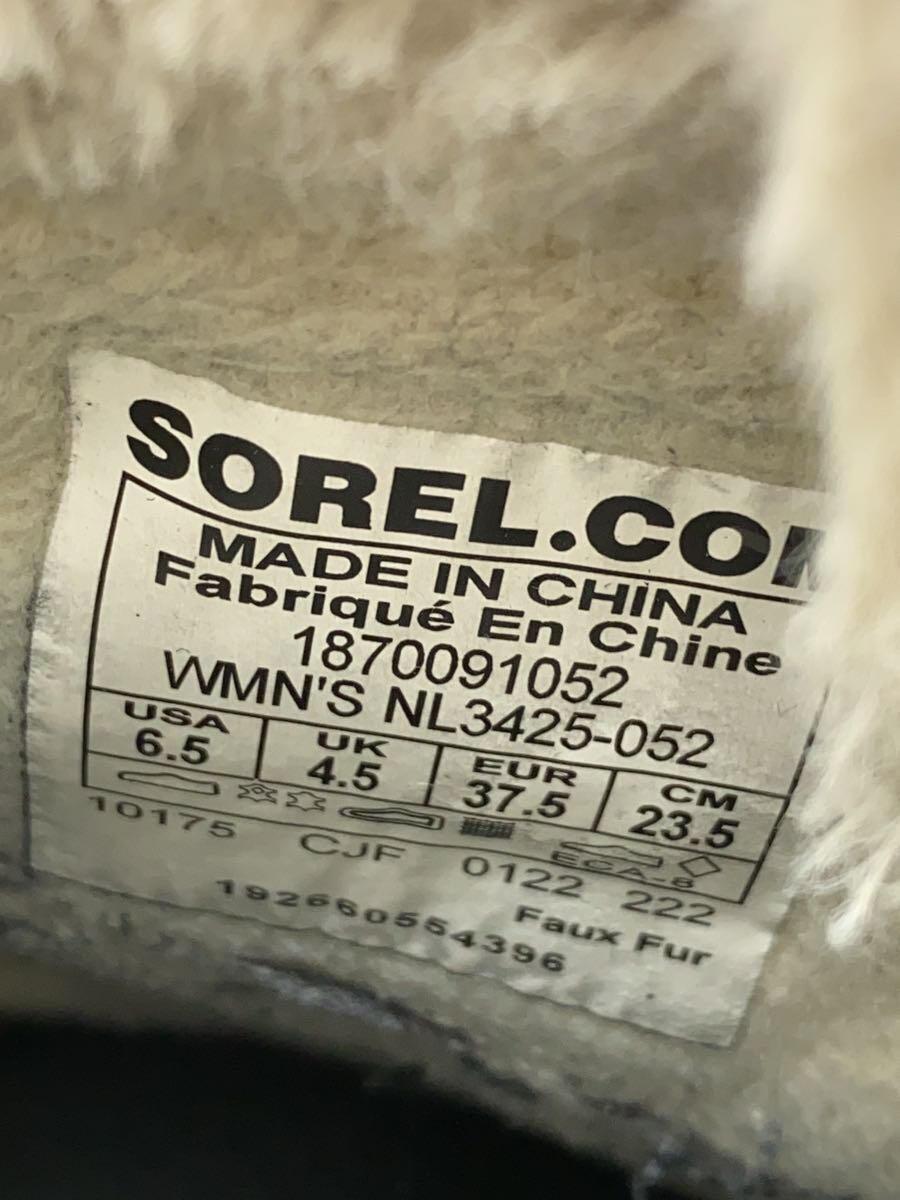 SOREL.COM
MADE IN CHINA
Fabriqué En Chine
1870091052
WMN'S NL3425-052
USA UK EUR CM
6.5 4.5 37.5 23.5
ECA-8
10175 CJF 0122 222
Faux Fur
192660554396